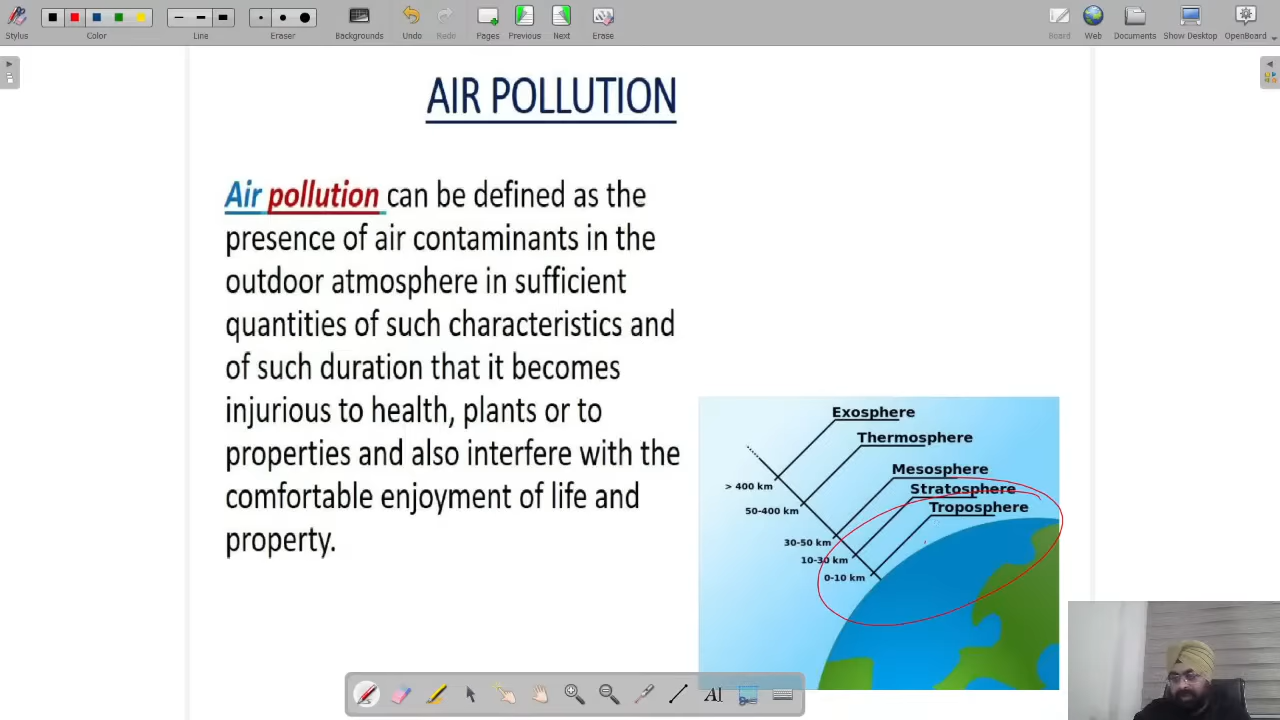 Stylus
Color
Line
Eraser
Backgrounds
Undo
Redo
Pages
Previous
Next
Erase
Board
Web
Documents
Show Desktop
OpenBoard
AIR POLLUTION
Air pollution can be defined as the
presence of air contaminants in the
outdoor atmosphere in sufficient
quantities of such characteristics and
of such duration that it becomes
injurious to health, plants or to
properties and also interfere with the
comfortable enjoyment of life and
property.
Exosphere
Thermosphere
Mesosphere
Stratosphere
Troposphere
> 400 km
50-400 km
30-50 km
10-30 km
0-10 km
AI